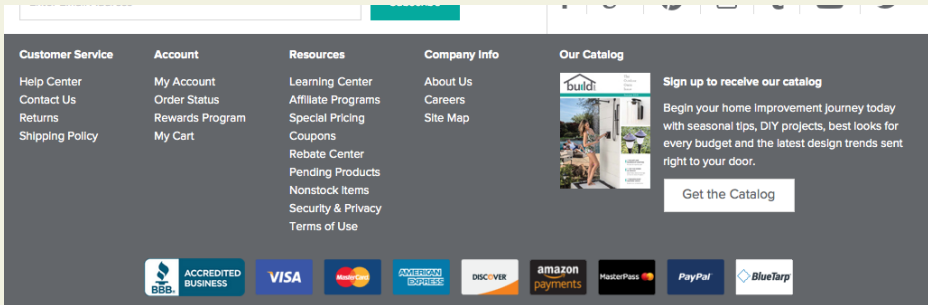 Customer Service
Help Center
Contact Us
Returns
Shipping Policy
Account
My Account
Order Status
Rewards Program
My Cart
Resources
Learning Center
Affiliate Programs
Special Pricing
Coupons
Rebate Center
Pending Products
Nonstock Items
Security & Privacy
Terms of Use
Company Info
About Us
Careers
Site Map
Our Catalog
build
Sign up to receive our catalog
Begin your home improvement journey today
with seasonal tips, DIY projects, best looks for
every budget and the latest design trends sent
right to your door.
Get the Catalog
BBB.
ACCREDITED
BUSINESS
VISA
MasterCard
AMERICAN
EXPRESS
DISCOVER
amazon
payments
MasterPass
PayPal
BlueTarp